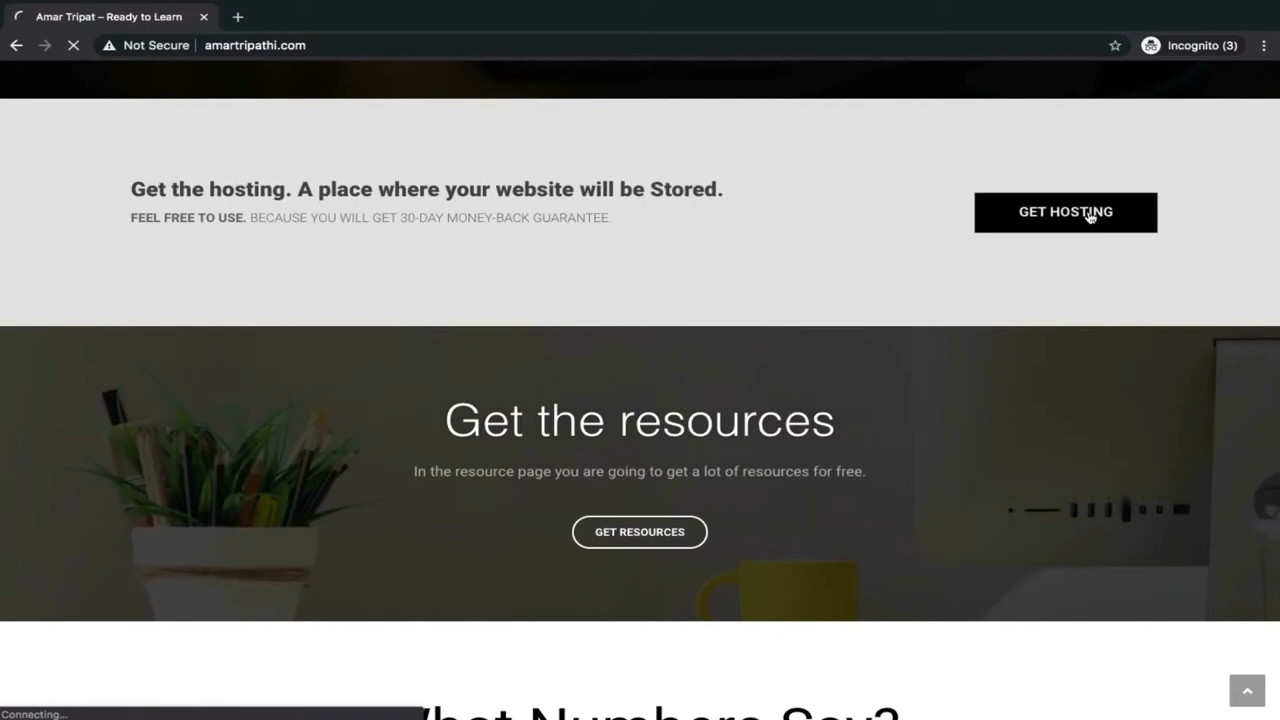 Amar Tripat – Ready to Learn
Not Secure
amartripathi.com
Incognito (3)
Get the hosting. A place where your website will be Stored.
FEEL FREE TO USE. BECAUSE YOU WILL GET 30-DAY MONEY-BACK GUARANTEE.
GET HOSTING
Get the resources
In the resource page you are going to get a lot of resources for free.
GET RESOURCES
Numbers Say?
Connecting...